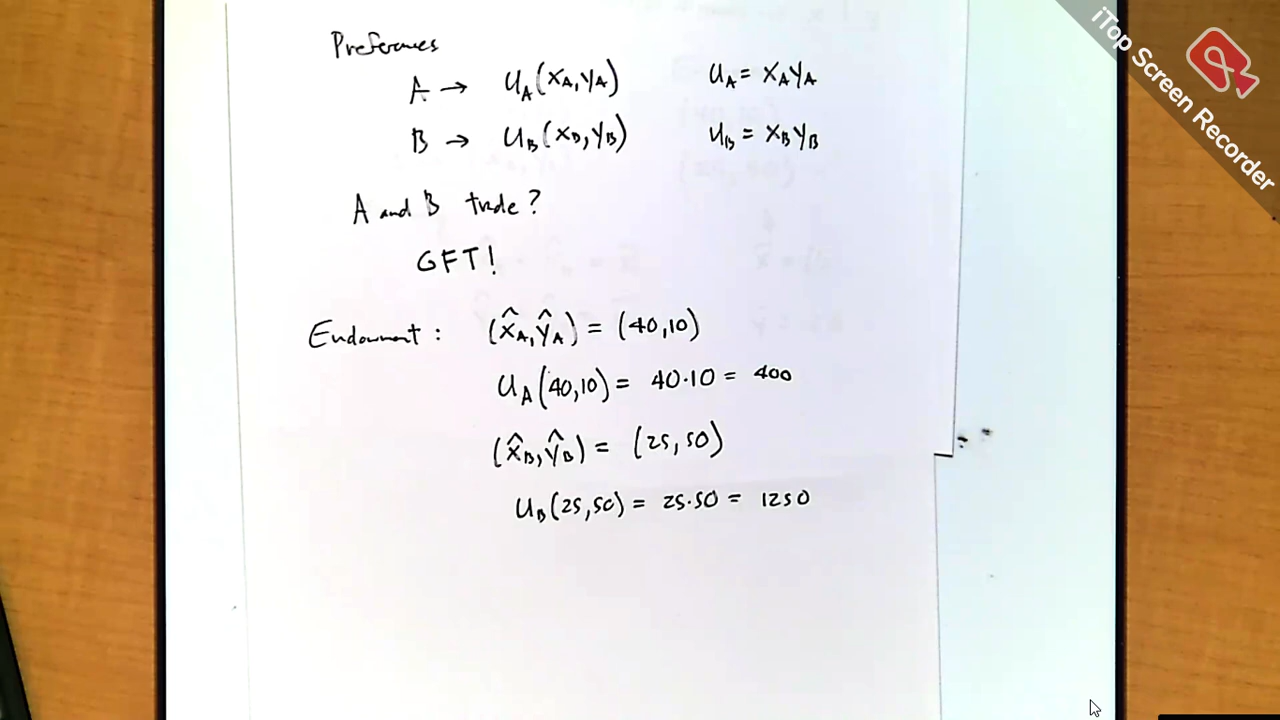 Preferences
A → U_A(x_A, y_A) U_A = x_A y_A
B → U_B(x_B, y_B) U_B = x_B y_B
A and B trade?
GFT!
Endowment : (x̂_A, ŷ_A) = (40,10)
U_A(40,10) = 40·10 = 400
(x̂_B, ŷ_B) = (25, 50)
U_B(25,50) = 25·50 = 1250
iTop Screen Recorder